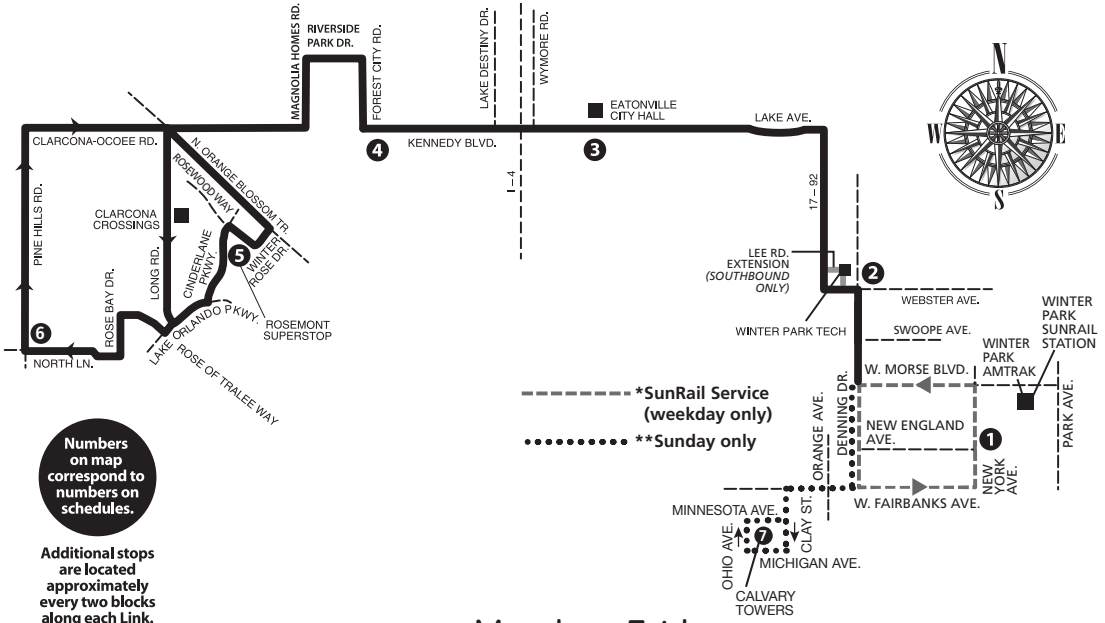 MAGNOLIA HOMES RD.
RIVERSIDE
PARK DR.
FOREST CITY RD.
LAKE DESTINY DR.
WYMORE RD.
N
W
E
S
EATONVILLE
CITY HALL
LAKE AVE.
CLARCONA-OCOEE RD.
4
KENNEDY BLVD.
3
I – 4
17 – 92
N. ORANGE BLOSSOM TR.
ROSEWOOD WAY
PINE HILLS RD.
CLARCONA
CROSSINGS
LONG RD.
CINDERLANE
PKWY.
5
WINTER
ROSE DR.
ROSE BAY DR.
LAKE ORLANDO PKWY.
ROSEMONT
SUPERSTOP
6
NORTH LN.
ROSE OF TRALEE WAY
LEE RD.
EXTENSION
(SOUTHBOUND
ONLY)
2
WEBSTER AVE.
WINTER PARK TECH
SWOOPE AVE.
WINTER
PARK
SUNRAIL
STATION
WINTER
PARK
AMTRAK
W. MORSE BLVD.
*SunRail Service
(weekday only)
**Sunday only
ORANGE AVE.
DENNING DR.
NEW ENGLAND
AVE.
1
NEW
YORK
AVE.
PARK AVE.
W. FAIRBANKS AVE.
MINNESOTA AVE.
CLAY ST.
OHIO AVE.
7
MICHIGAN AVE.
CALVARY
TOWERS
Numbers
on map
correspond to
numbers on
schedules.
Additional stops
are located
approximately
every two blocks
along each Link.